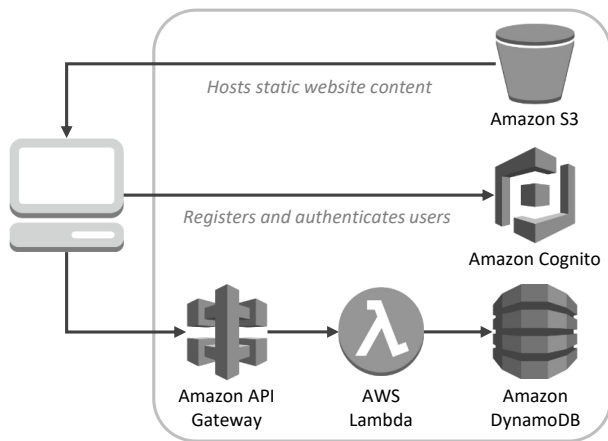 Hosts static website content
Amazon S3
Registers and authenticates users
Amazon Cognito
Amazon API
Gateway
AWS
Lambda
Amazon
DynamoDB